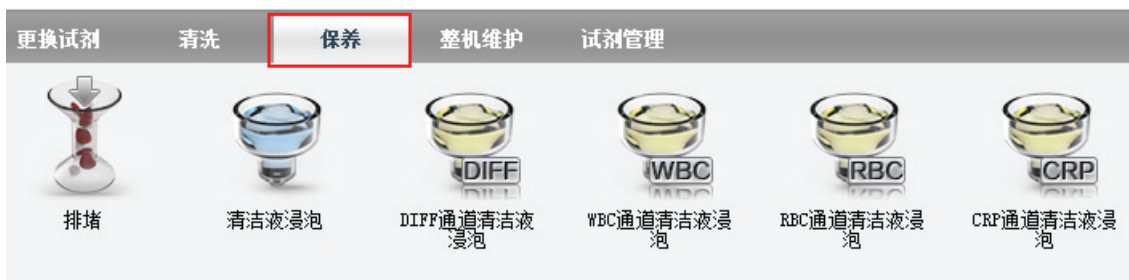 更换试剂 清洗 保养 整机维护 试剂管理
DIFF WBC RBC CRP
排堵 清洁液浸泡 DIFF通道清洁液浸泡 WBC通道清洁液浸泡 RBC通道清洁液浸泡 CRP通道清洁液浸泡